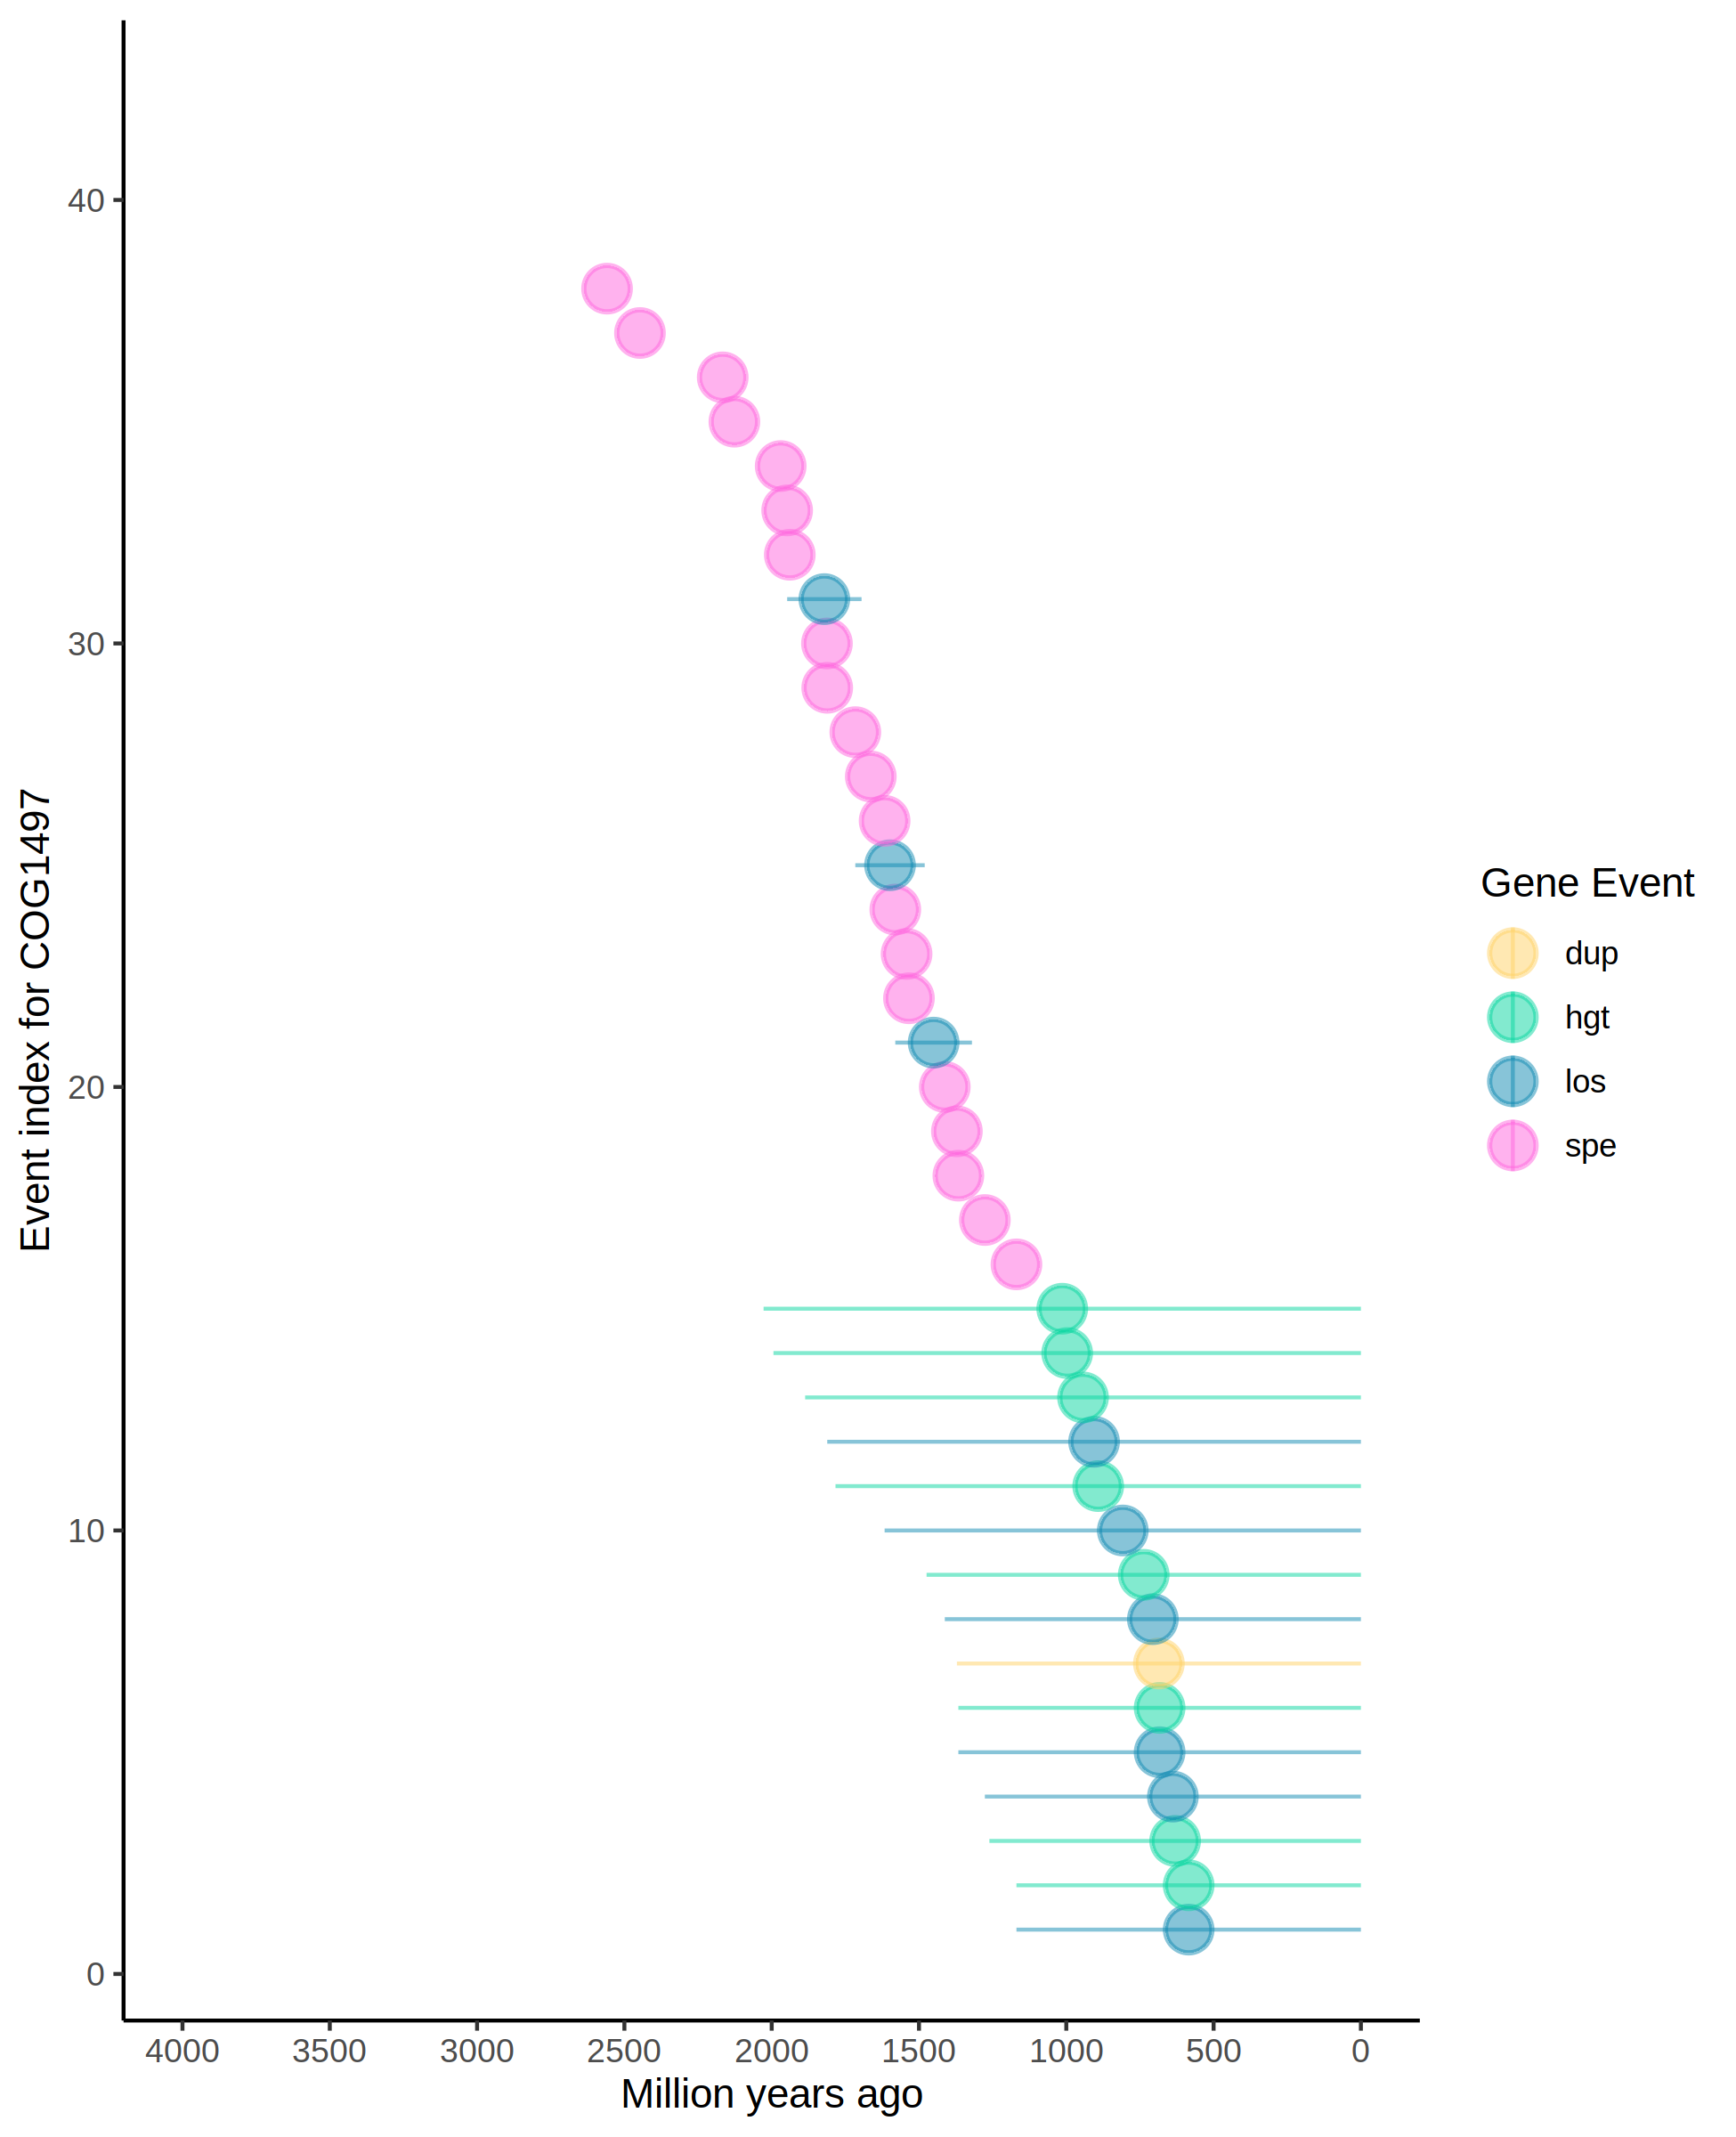 40
30
20
10
0
Event index for COG1497
4000 3500 3000 2500 2000 1500 1000 500 0
Million years ago
Gene Event
dup
hgt
los
spe